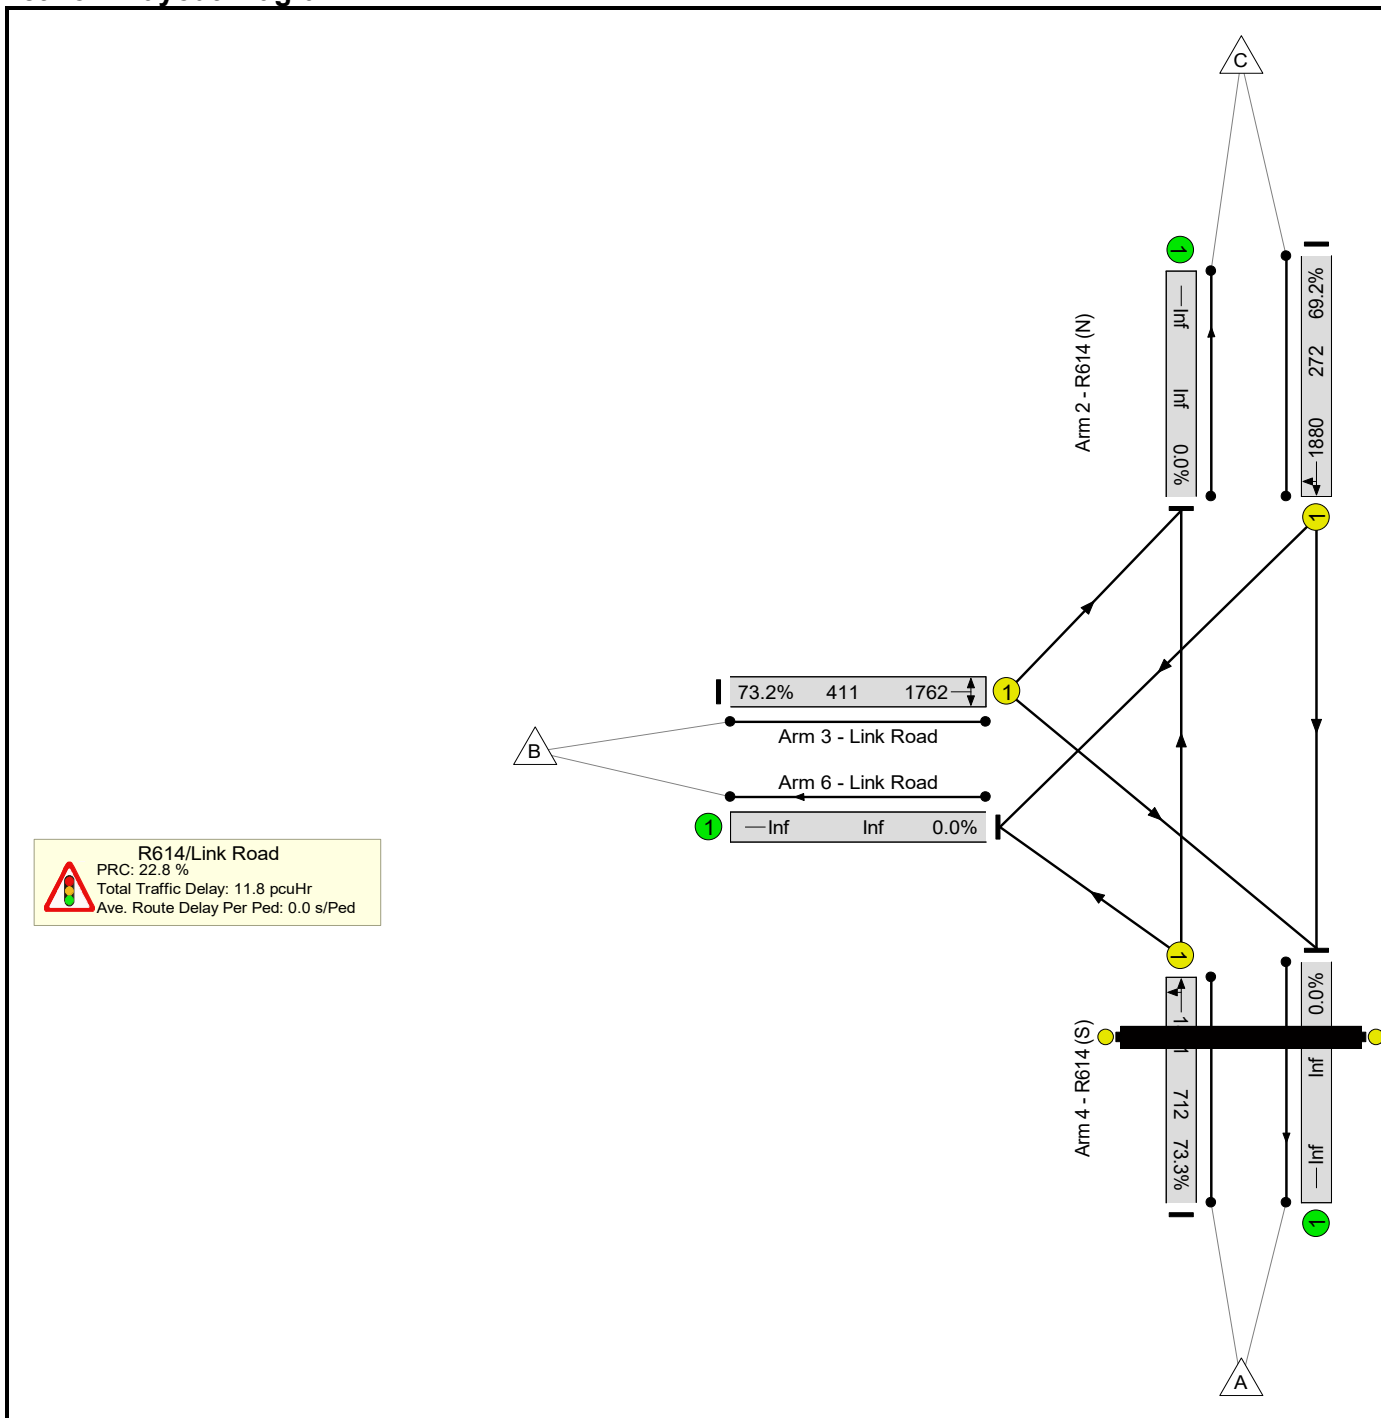 C
1
Inf
Inf
0.0%
69.2%
272
1880
Arm 2 - R614 (N)
1
73.2% 411 1762
1
Arm 3 - Link Road
B
Arm 6 - Link Road
1
Inf Inf 0.0%
R614/Link Road
PRC: 22.8 %
Total Traffic Delay: 11.8 pcuHr
Ave. Route Delay Per Ped: 0.0 s/Ped
1
712
73.3%
Arm 4 - R614 (S)
0.0%
Inf
Inf
1
A